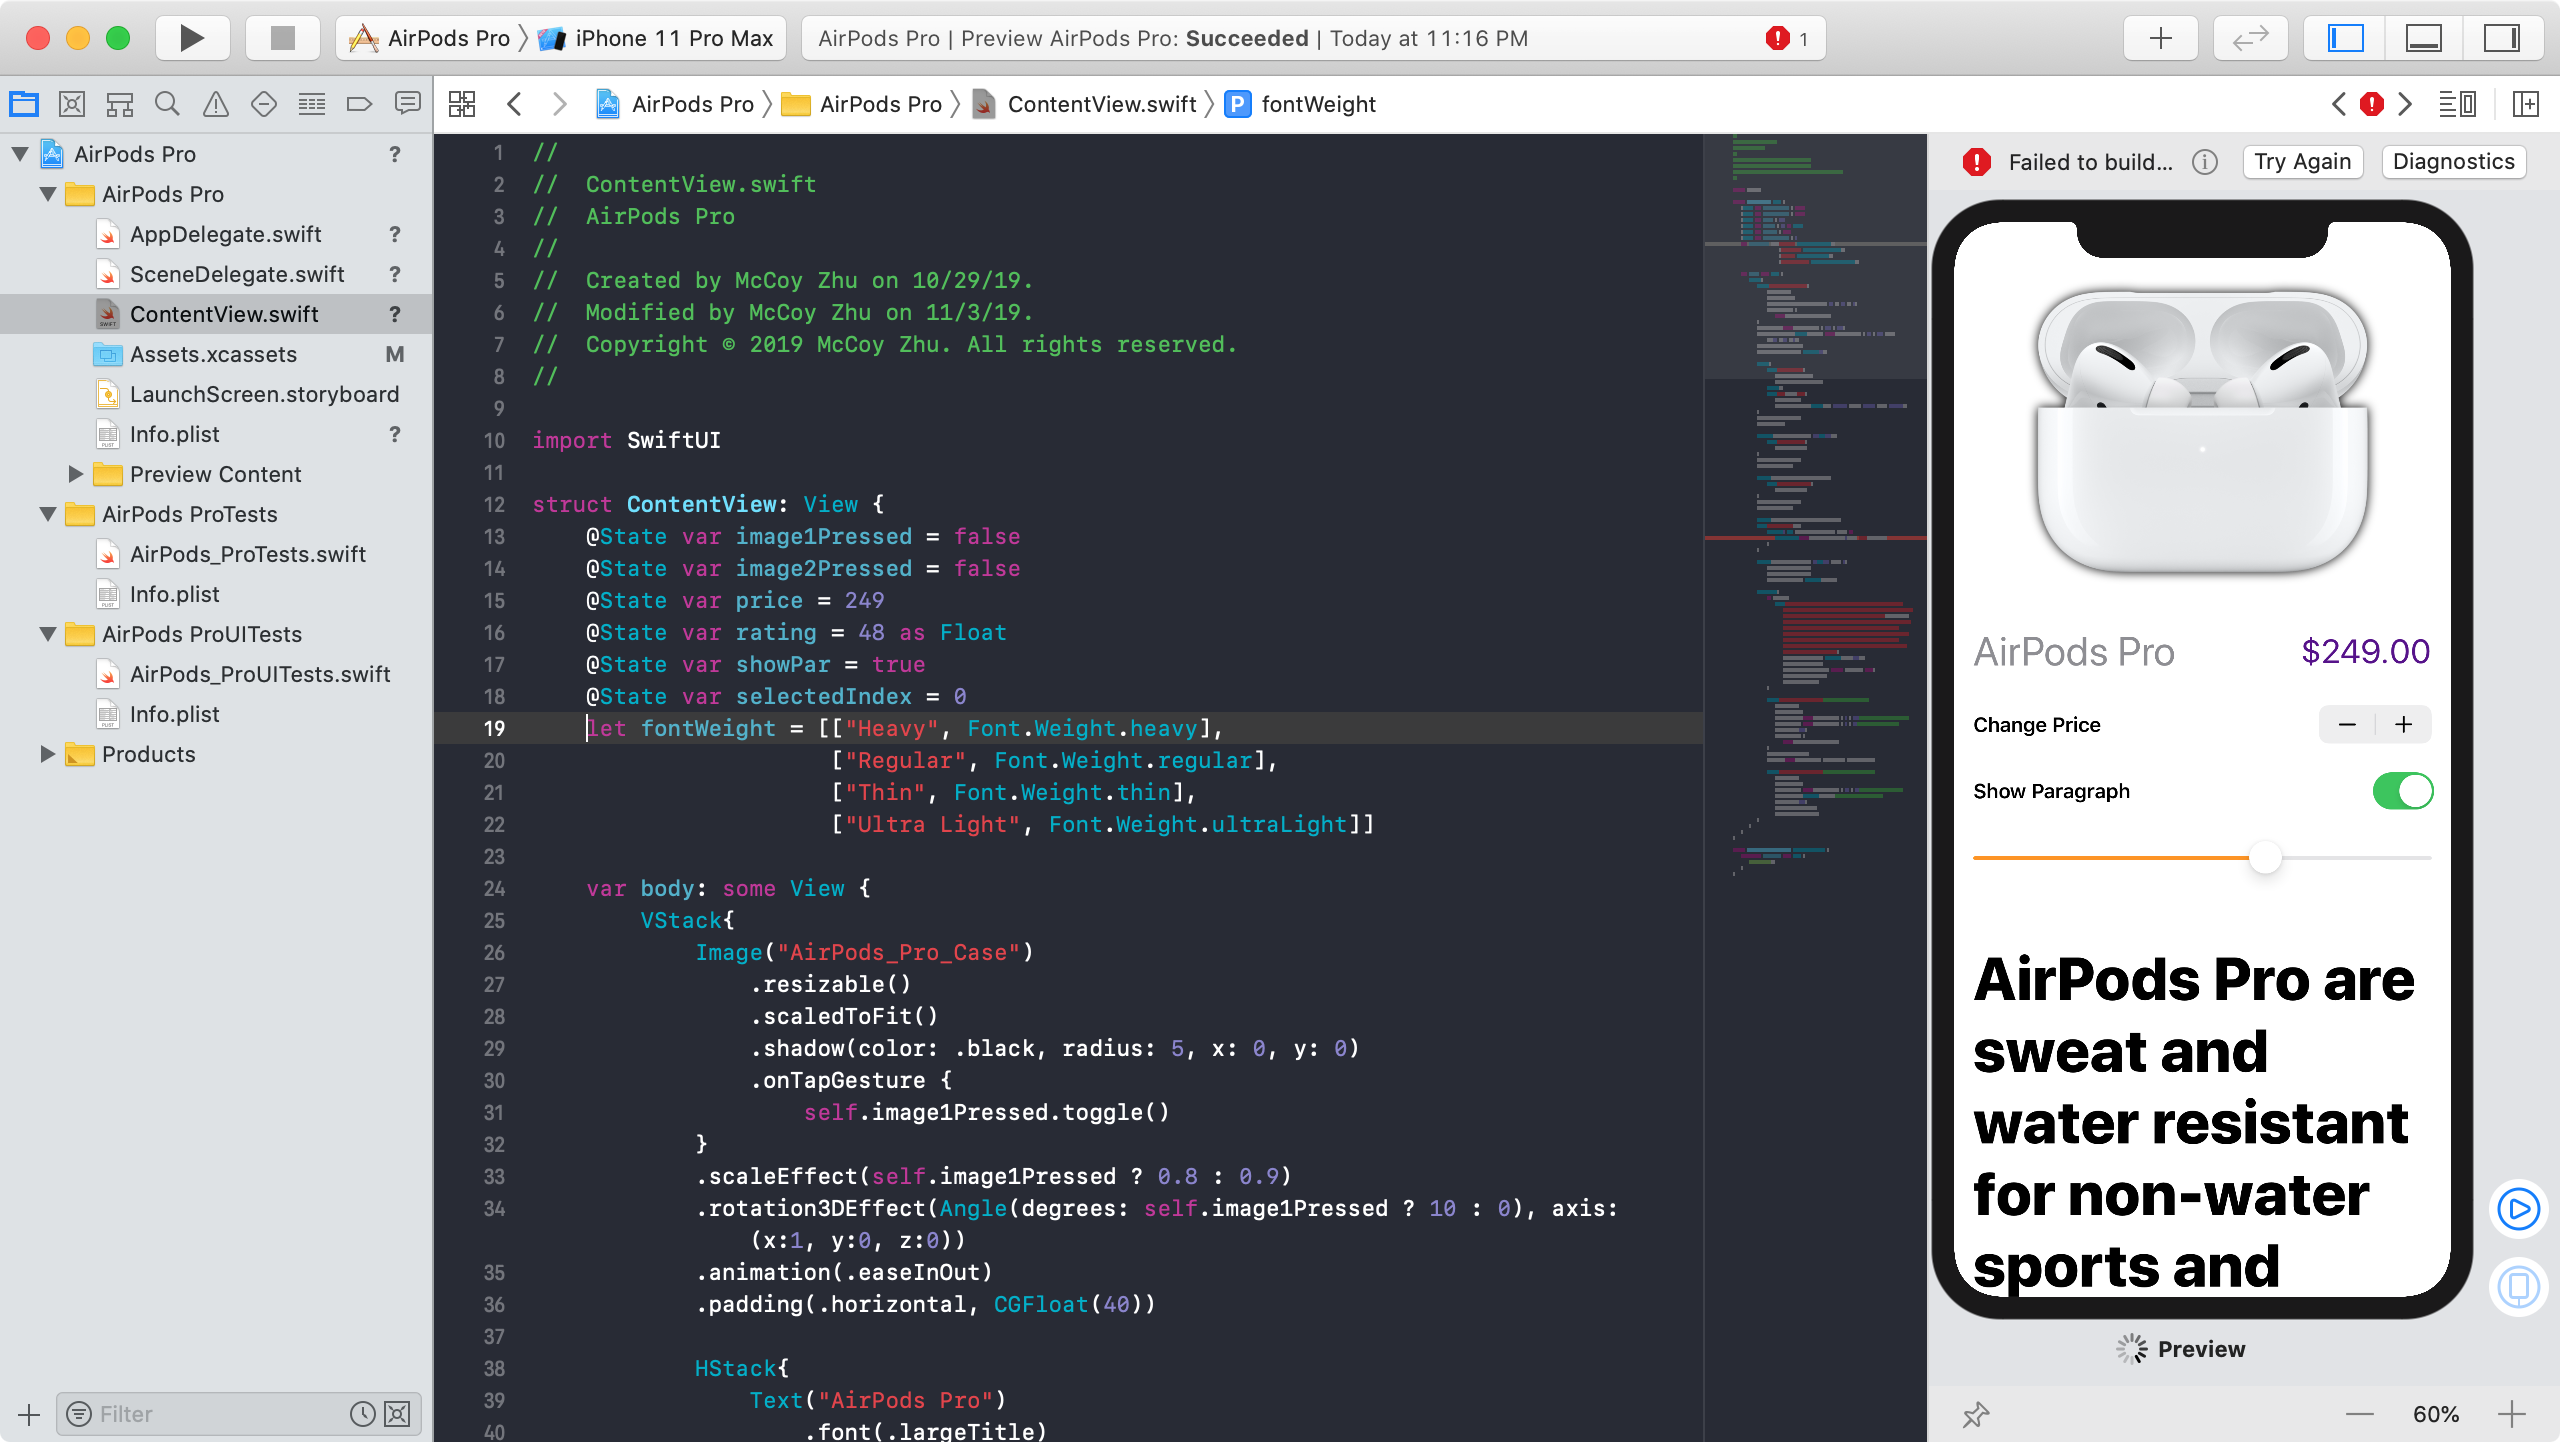 AirPods Pro 〉 iPhone 11 Pro Max
AirPods Pro | Preview AirPods Pro: Succeeded | Today at 11:16 PM
1
AirPods Pro 〉 AirPods Pro 〉 ContentView.swift 〉 P fontWeight
AirPods Pro ?
AirPods Pro
AppDelegate.swift ?
SceneDelegate.swift ?
ContentView.swift ?
Assets.xcassets M
LaunchScreen.storyboard
Info.plist ?
Preview Content
AirPods ProTests
AirPods_ProTests.swift
Info.plist
AirPods ProUITests
AirPods_ProUITests.swift
Info.plist
Products
Filter
1 //
2 //  ContentView.swift
3 //  AirPods Pro
4 //
5 //  Created by McCoy Zhu on 10/29/19.
6 //  Modified by McCoy Zhu on 11/3/19.
7 //  Copyright © 2019 McCoy Zhu. All rights reserved.
8 //
9
10 import SwiftUI
11
12 struct ContentView: View {
13     @State var image1Pressed = false
14     @State var image2Pressed = false
15     @State var price = 249
16     @State var rating = 48 as Float
17     @State var showPar = true
18     @State var selectedIndex = 0
19     let fontWeight = [["Heavy", Font.Weight.heavy],
20                       ["Regular", Font.Weight.regular],
21                       ["Thin", Font.Weight.thin],
22                       ["Ultra Light", Font.Weight.ultraLight]]
23
24     var body: some View {
25         VStack{
26             Image("AirPods_Pro_Case")
27                 .resizable()
28                 .scaledToFit()
29                 .shadow(color: .black, radius: 5, x: 0, y: 0)
30                 .onTapGesture {
31                     self.image1Pressed.toggle()
32             }
33             .scaleEffect(self.image1Pressed ? 0.8 : 0.9)
34             .rotation3DEffect(Angle(degrees: self.image1Pressed ? 10 : 0), axis:
                (x:1, y:0, z:0))
35             .animation(.easeInOut)
36             .padding(.horizontal, CGFloat(40))
37
38             HStack{
39                 Text("AirPods Pro")
40                     .font(.largeTitle)
Failed to build...
Try Again
Diagnostics
AirPods Pro $249.00
Change Price − +
Show Paragraph
AirPods Pro are
sweat and
water resistant
for non-water
sports and
Preview
60%